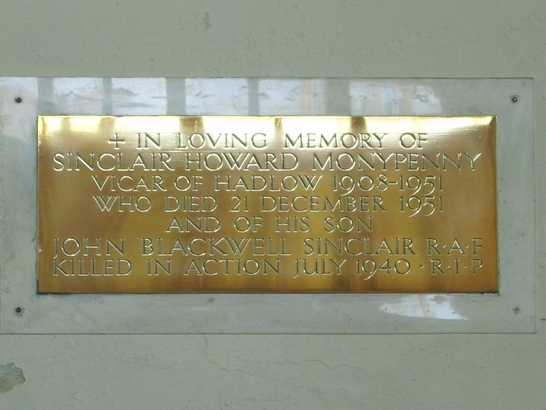 + IN LOVING MEMORY OF
SINCLAIR HOWARD MONYPENNY
VICAR OF HADLOW 1908-1951
WHO DIED 21 DECEMBER 1951
AND OF HIS SON
JOHN BLACKWELL SINCLAIR R·A·F
KILLED IN ACTION JULY 1940 · R·I·P